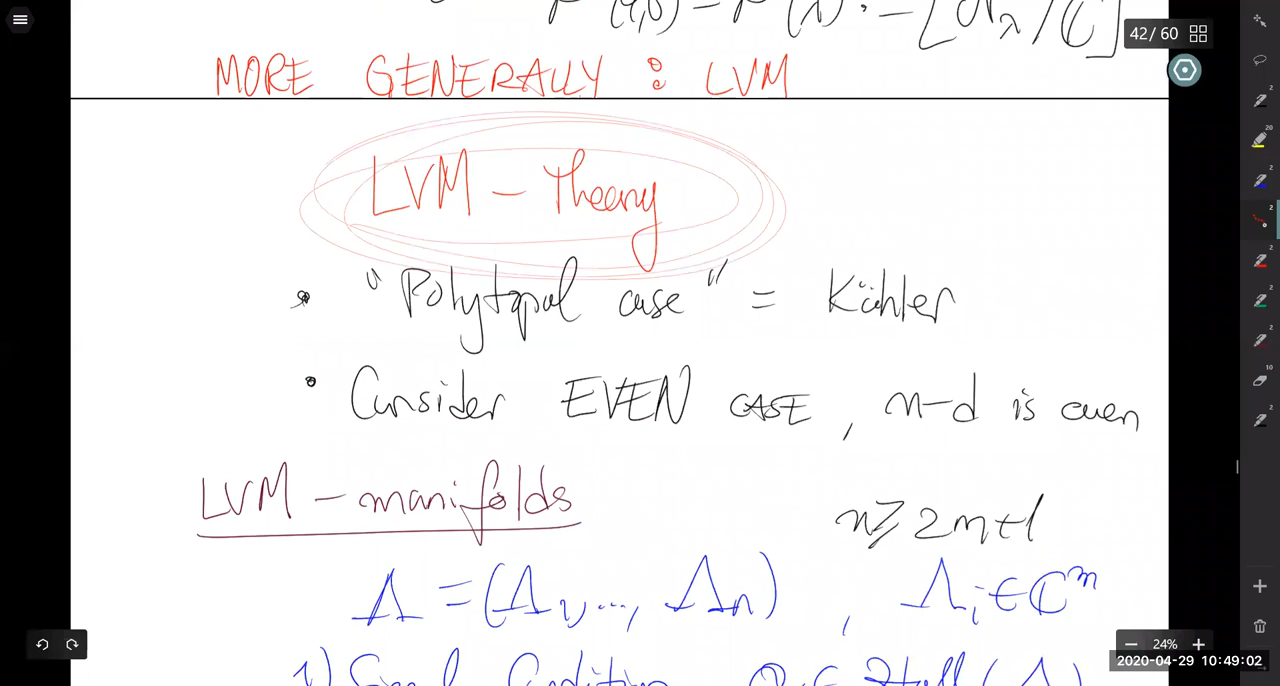 42 / 60
MORE GENERALLY : LVM
LVM - Theory
• "Polytopal case" = Kähler
• Consider EVEN CASE, n-d is even
LVM - manifolds
n ≥ 2m+1
Λ = (Λ₁, ..., Λn) , Λi ∈ ℂᵐ
24%
2020-04-29 10:49:02